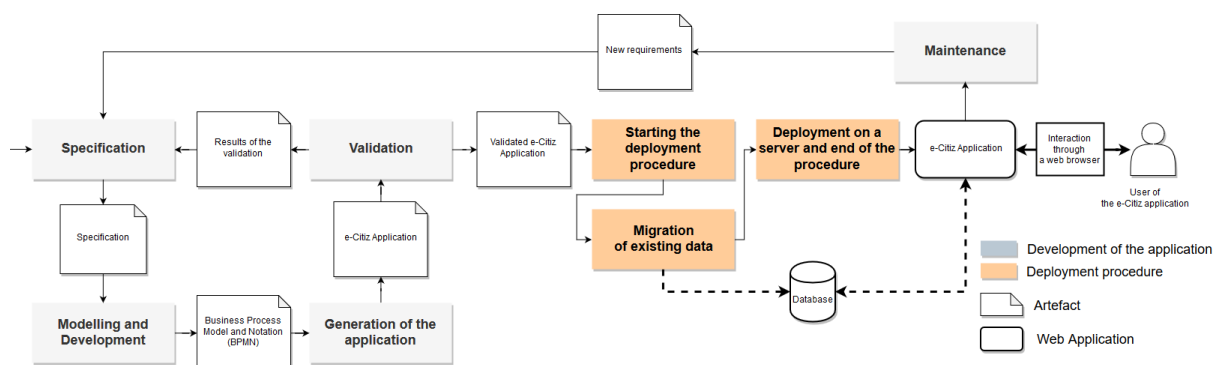 New requirements
Maintenance
Specification
Results of the
validation
Validation
Validated e-Citiz
Application
Starting the
deployment
procedure
Deployment on a
server and end of the
procedure
e-Citiz Application
Interaction
through
a web browser
User of
the e-Citiz application
Specification
e-Citiz Application
Migration
of existing data
Database
Modelling and
Development
Business Process
Model and Notation
(BPMN)
Generation of the
application
Development of the application
Deployment procedure
Artefact
Web Application